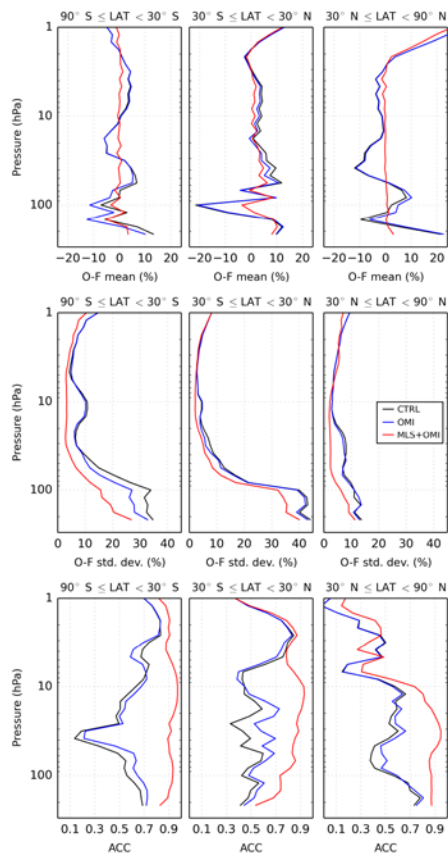 90° S ≤ LAT < 30° S 30° S ≤ LAT < 30° N 30° N ≤ LAT < 90° N
1
10
100
Pressure (hPa)
−20 −10 0 10 20 −20 −10 0 10 20 −20 −10 0 10 20
O-F mean (%) O-F mean (%) O-F mean (%)
90° S ≤ LAT < 30° S 30° S ≤ LAT < 30° N 30° N ≤ LAT < 90° N
1
10
100
Pressure (hPa)
CTRL
OMI
MLS+OMI
0 10 20 30 40 0 10 20 30 40 0 10 20 30 40
O-F std. dev. (%) O-F std. dev. (%) O-F std. dev. (%)
90° S ≤ LAT < 30° S 30° S ≤ LAT < 30° N 30° N ≤ LAT < 90° N
1
10
100
Pressure (hPa)
0.1 0.3 0.5 0.7 0.9 0.1 0.3 0.5 0.7 0.9 0.1 0.3 0.5 0.7 0.9
ACC ACC ACC